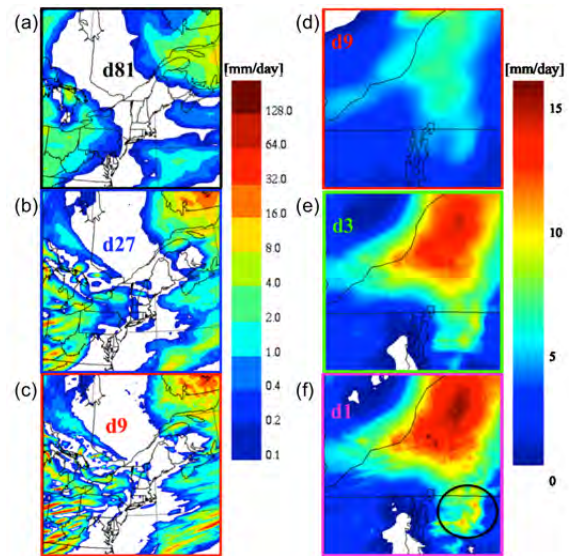 (a)
d81
[mm/day]
128.0
64.0
32.0
16.0
8.0
4.0
2.0
1.0
0.4
0.2
0.1
(b)
d27
(c)
d9
(d)
d9
[mm/day]
15
10
5
0
(e)
d3
(f)
d1